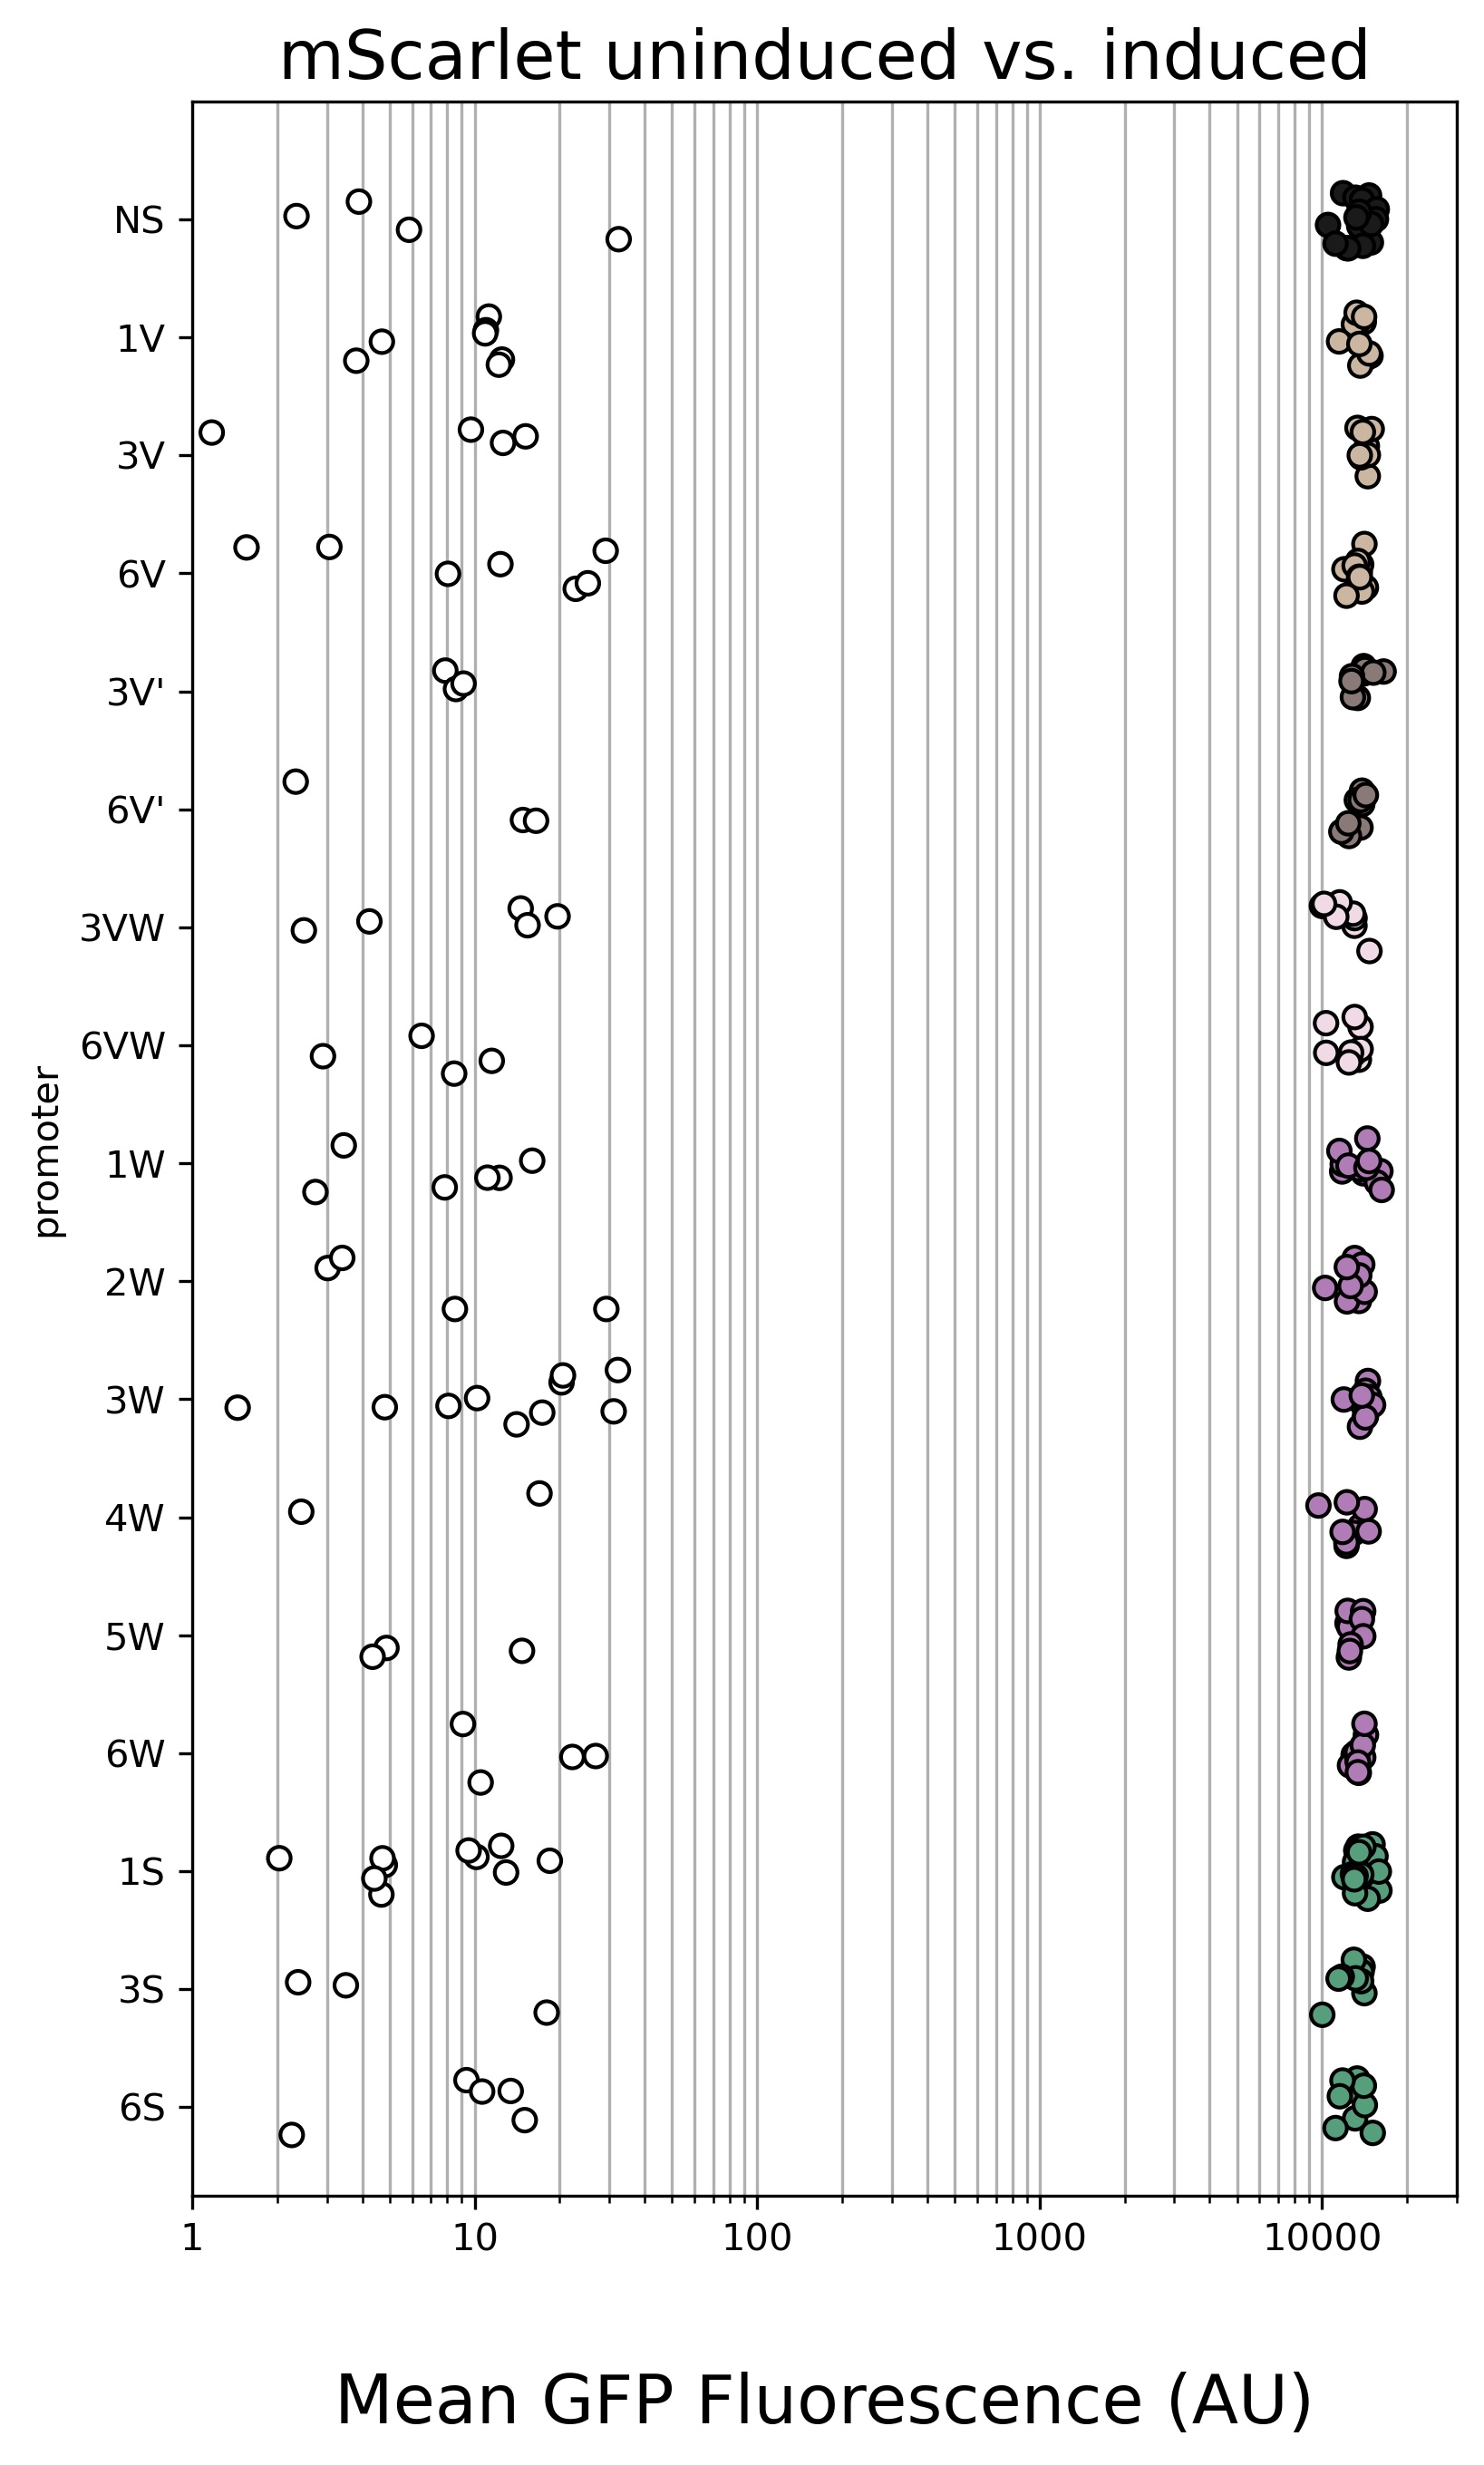 mScarlet uninduced vs. induced
promoter
NS
1V
3V
6V
3V'
6V'
3VW
6VW
1W
2W
3W
4W
5W
6W
1S
3S
6S
1 10 100 1000 10000
Mean GFP Fluorescence (AU)